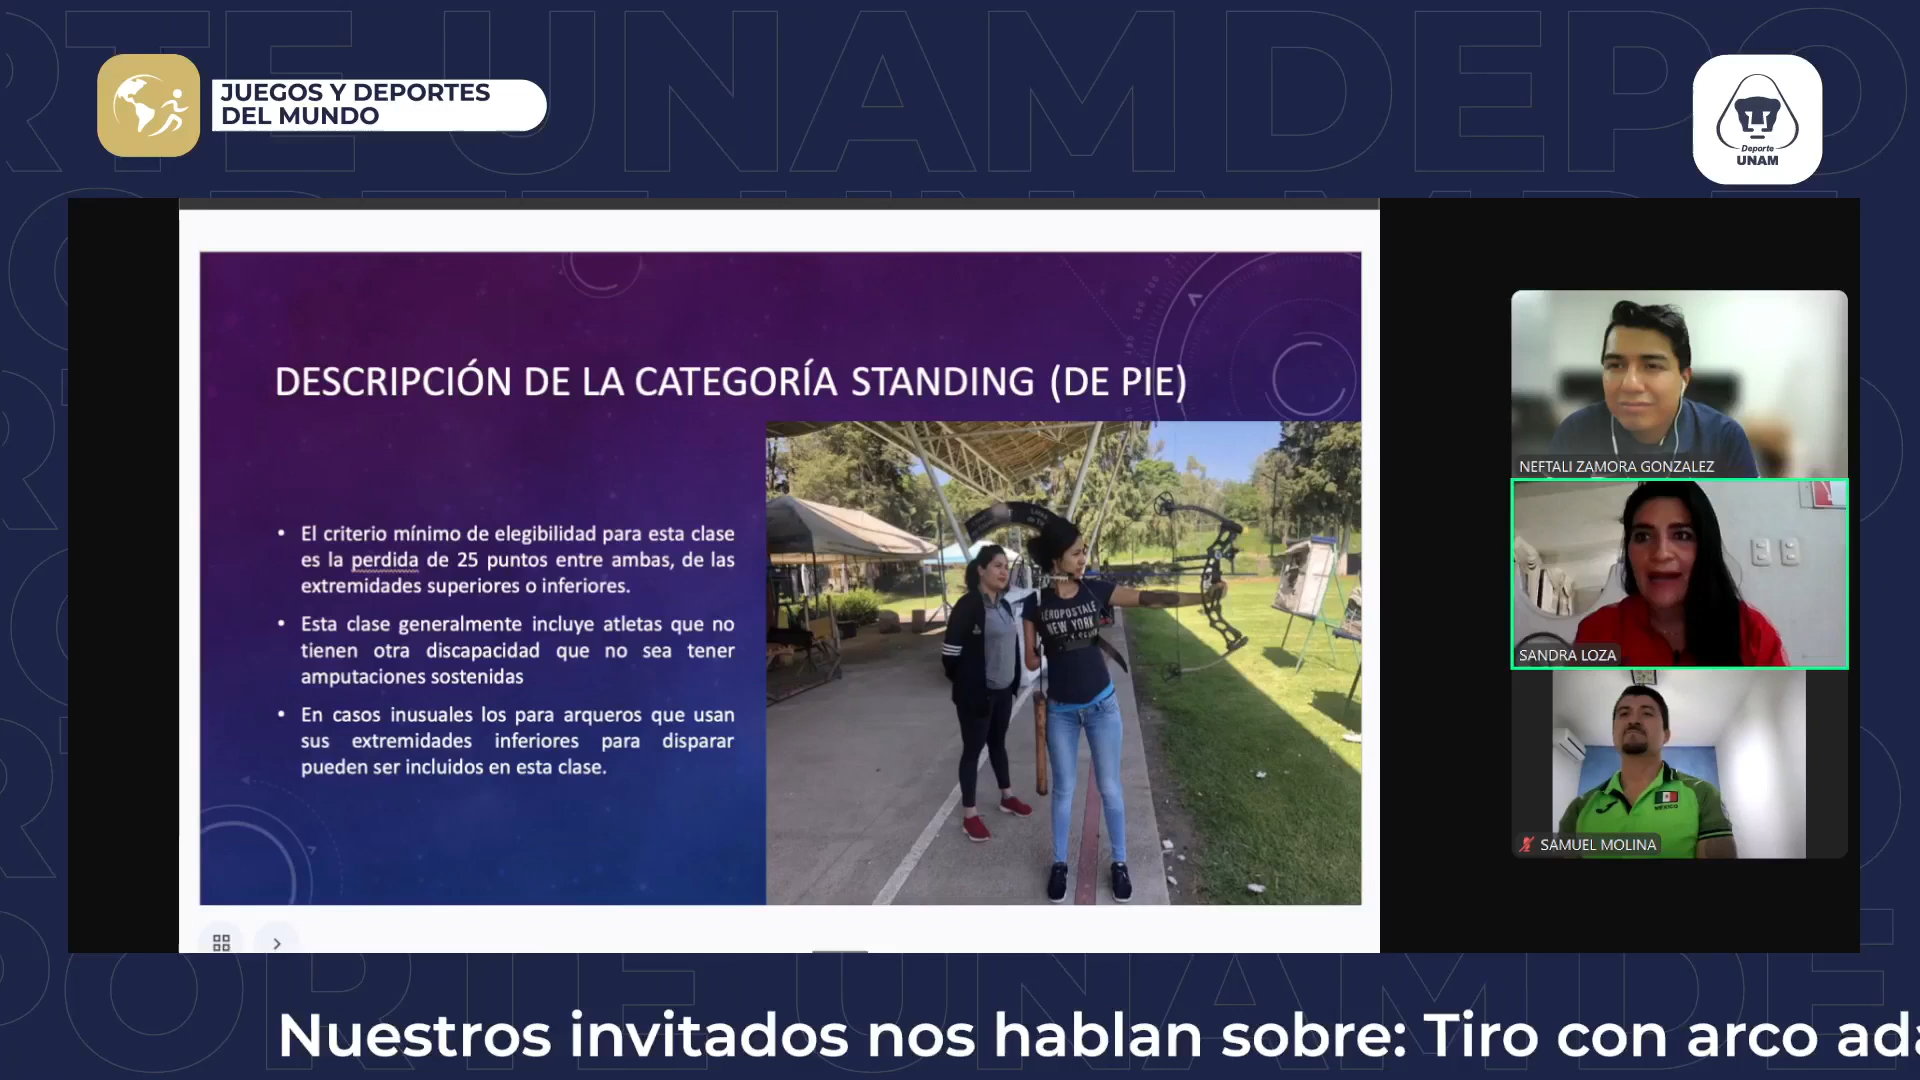 JUEGOS Y DEPORTES
DEL MUNDO
Deporte
UNAM
DESCRIPCIÓN DE LA CATEGORÍA STANDING (DE PIE)
• El criterio mínimo de elegibilidad para esta clase
es la perdida de 25 puntos entre ambas, de las
extremidades superiores o inferiores.
• Esta clase generalmente incluye atletas que no
tienen otra discapacidad que no sea tener
amputaciones sostenidas
• En casos inusuales los para arqueros que usan
sus extremidades inferiores para disparar
pueden ser incluidos en esta clase.
AÉROPOSTALE
NEW YORK
NEFTALI ZAMORA GONZALEZ
SANDRA LOZA
MÉXICO
SAMUEL MOLINA
Nuestros invitados nos hablan sobre: Tiro con arco ada